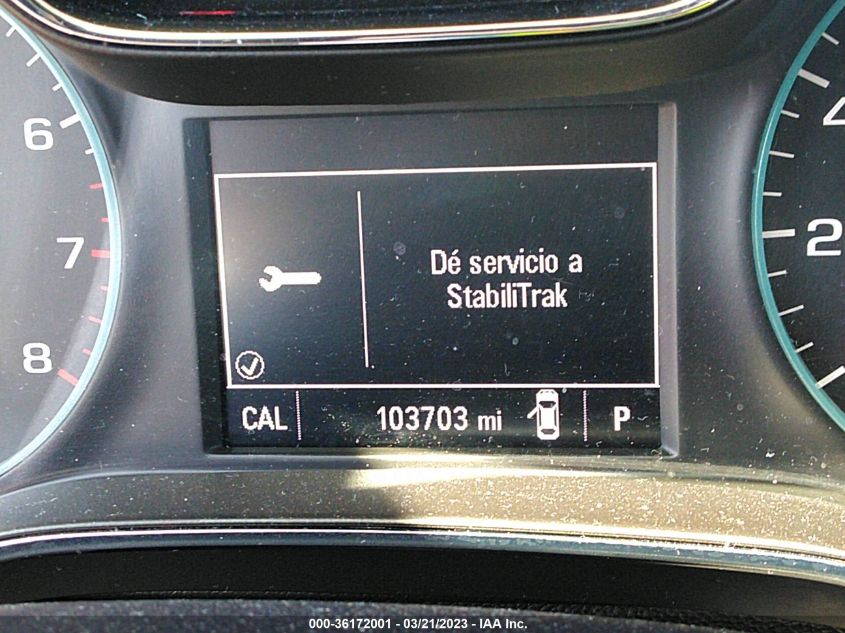 6
7
8
Dé servicio a
StabiliTrak
CAL 103703 mi P
4
2
000-36172001 / 03/21/2023 - IAA Inc.